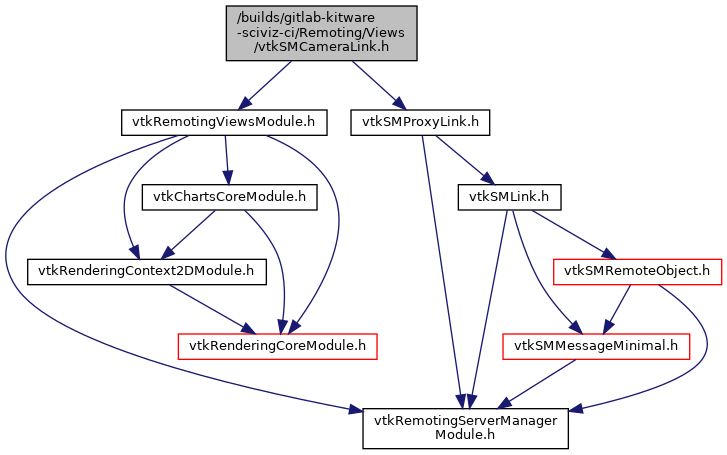 /builds/gitlab-kitware
-sciviz-ci/Remoting/Views
/vtkSMCameraLink.h
vtkRemotingViewsModule.h
vtkSMProxyLink.h
vtkChartsCoreModule.h
vtkSMLink.h
vtkRenderingContext2DModule.h
vtkSMRemoteObject.h
vtkRenderingCoreModule.h
vtkSMMessageMinimal.h
vtkRemotingServerManager
Module.h